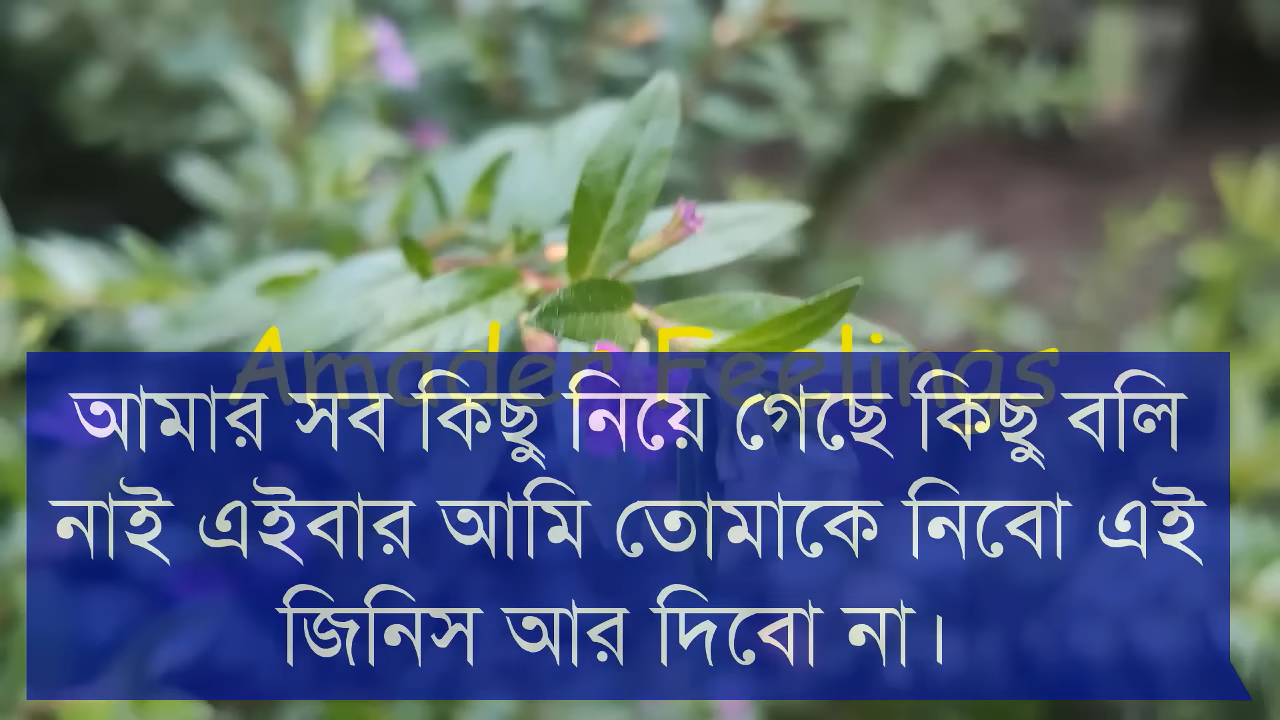 Amader Feelings
আমার সব কিছু নিয়ে গেছে কিছু বলি
নাই এইবার আমি তোমাকে নিবো এই
জিনিস আর দিবো না।